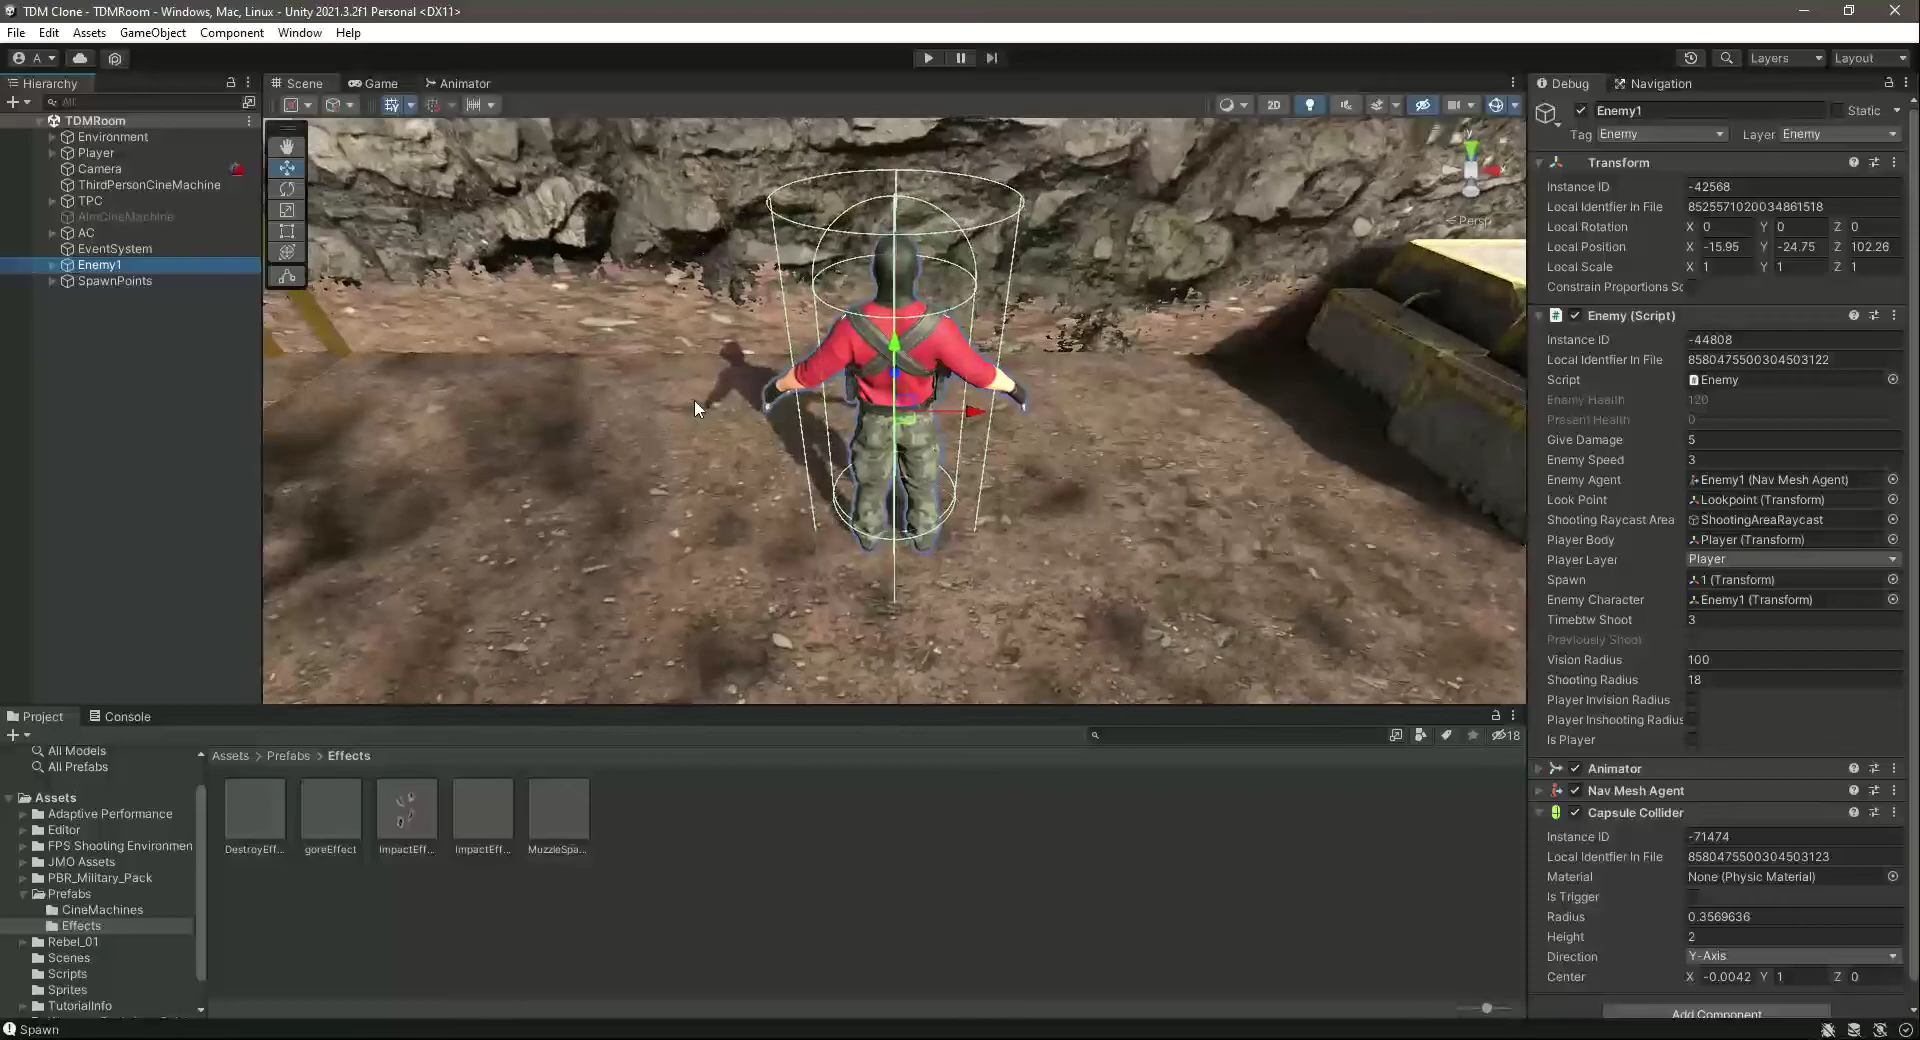 TDM Clone - TDMRoom - Windows, Mac, Linux - Unity 2021.3.2f1 Personal <DX11>
File Edit Assets GameObject Component Window Help
A Layers Layout
Hierarchy
All
TDMRoom
Environment
Player
Camera
ThirdPersonCineMachine
TPC
AimCineMachine
AC
EventSystem
Enemy1
SpawnPoints
Scene Game Animator
2D
y
x
Persp
Debug Navigation
Enemy1 Static
Tag Enemy Layer Enemy
Transform
Instance ID -42568
Local Identfier In File 8525571020034861518
Local Rotation X 0 Y 0 Z 0
Local Position X -15.95 Y -24.75 Z 102.26
Local Scale X 1 Y 1 Z 1
Constrain Proportions Sc
Enemy (Script)
Instance ID -44808
Local Identfier In File 8580475500304503122
Script Enemy
Enemy Health 120
Present Health 0
Give Damage 5
Enemy Speed 3
Enemy Agent Enemy1 (Nav Mesh Agent)
Look Point Lookpoint (Transform)
Shooting Raycast Area ShootingAreaRaycast
Player Body Player (Transform)
Player Layer Player
Spawn 1 (Transform)
Enemy Character Enemy1 (Transform)
Timebtw Shoot 3
Previously Shoot
Vision Radius 100
Shooting Radius 18
Player Invision Radius
Player Inshooting Radius
Is Player
Animator
Nav Mesh Agent
Capsule Collider
Instance ID -71474
Local Identfier In File 8580475500304503123
Material None (Physic Material)
Is Trigger
Radius 0.3569636
Height 2
Direction Y-Axis
Center X -0.0042 Y 1 Z 0
Add Component
Project Console
18
All Models
All Prefabs
Assets
Adaptive Performance
Editor
FPS Shooting Environmen
JMO Assets
PBR_Military_Pack
Prefabs
CineMachines
Effects
Rebel_01
Scenes
Scripts
Sprites
TutorialInfo
Assets > Prefabs > Effects
DestroyEff... goreEffect ImpactEff... ImpactEff... MuzzleSpa...
Spawn